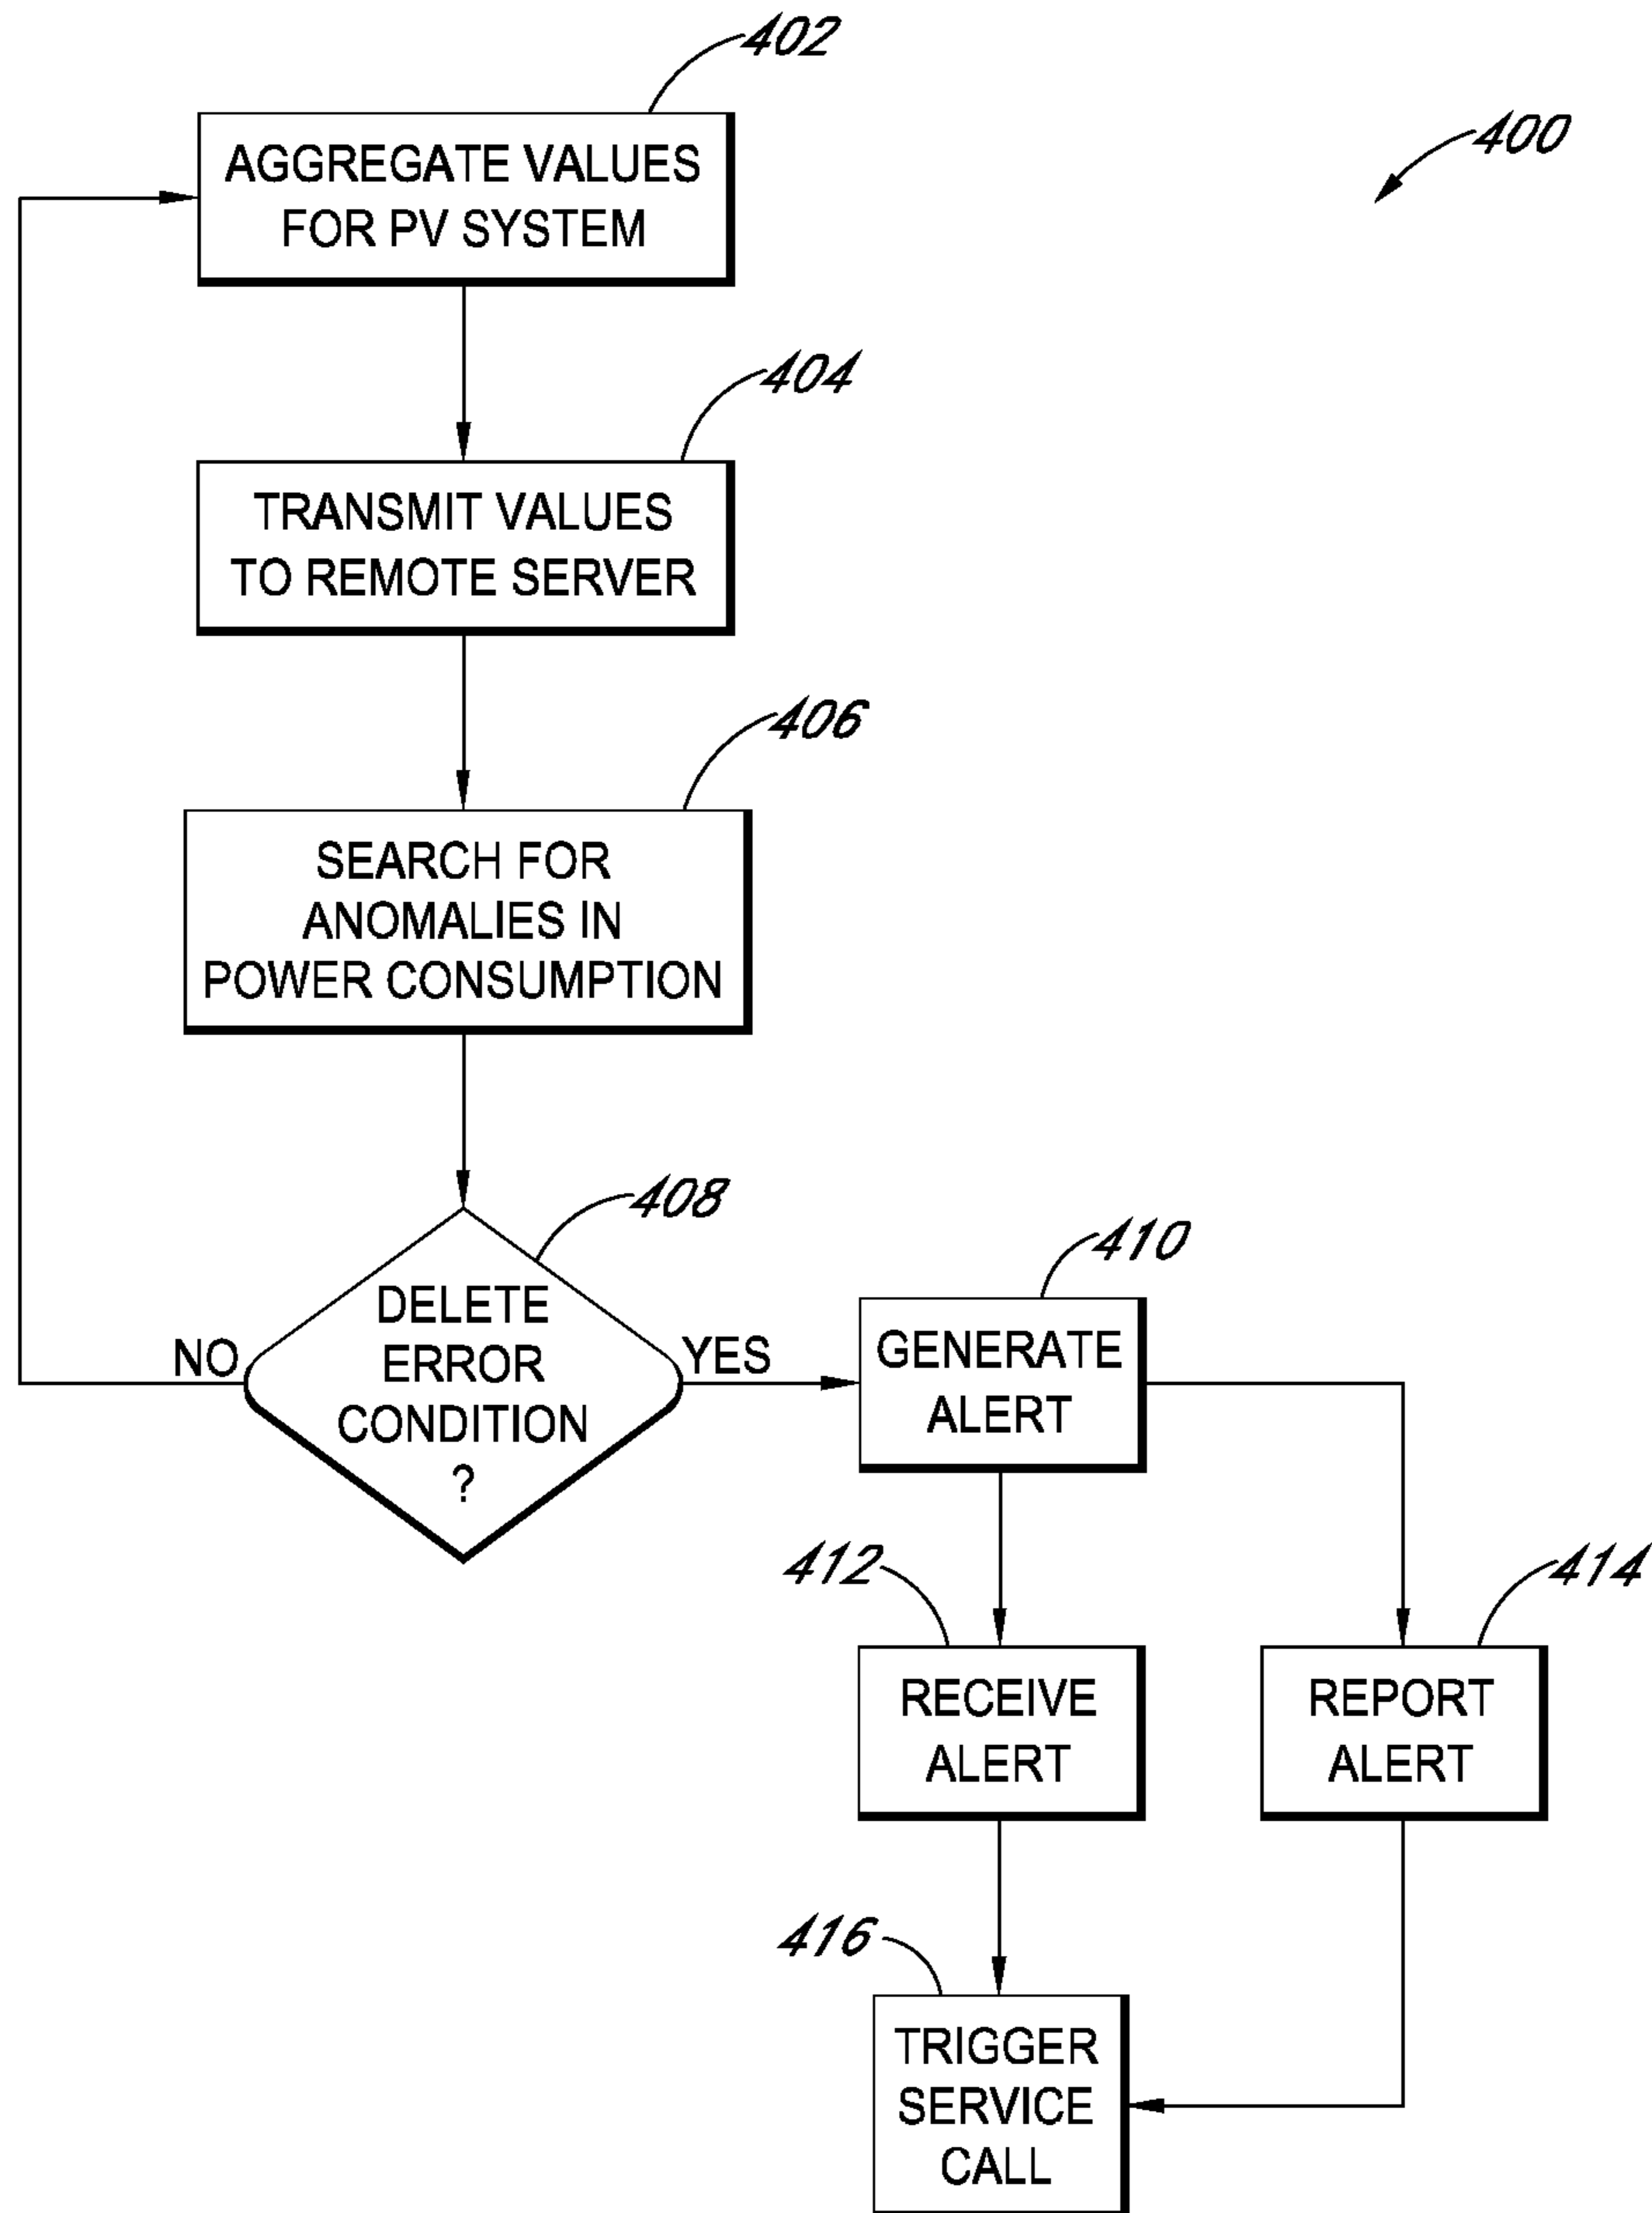 402
400
AGGREGATE VALUES
FOR PV SYSTEM
404
TRANSMIT VALUES
TO REMOTE SERVER
406
SEARCH FOR
ANOMALIES IN
POWER CONSUMPTION
408
DELETE
ERROR
CONDITION
?
NO
YES
410
GENERATE
ALERT
412
414
RECEIVE
ALERT
REPORT
ALERT
416
TRIGGER
SERVICE
CALL